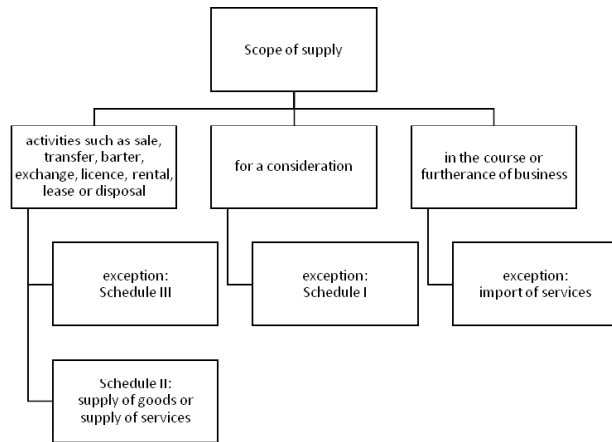 Scope of supply
activities such as sale,
transfer, barter,
exchange, licence, rental,
lease or disposal
for a consideration
in the course or
furtherance of business
exception:
Schedule III
exception:
Schedule I
exception:
import of services
Schedule II:
supply of goods or
supply of services